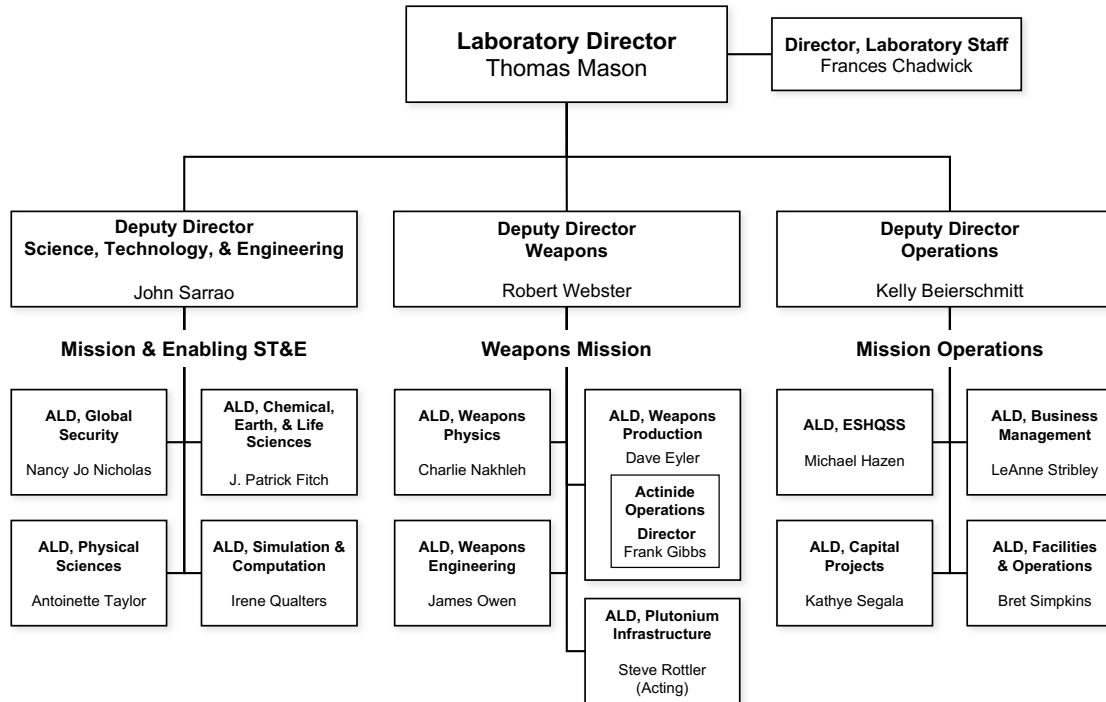 Laboratory Director
Thomas Mason
Director, Laboratory Staff
Frances Chadwick
Deputy Director
Science, Technology, & Engineering
John Sarrao
Deputy Director
Weapons
Robert Webster
Deputy Director
Operations
Kelly Beierschmitt
Mission & Enabling ST&E
ALD, Global
Security
Nancy Jo Nicholas
ALD, Chemical,
Earth, & Life
Sciences
J. Patrick Fitch
ALD, Physical
Sciences
Antoinette Taylor
ALD, Simulation &
Computation
Irene Qualters
Weapons Mission
ALD, Weapons
Physics
Charlie Nakhleh
ALD, Weapons
Production
Dave Eyler
Actinide
Operations
Director
Frank Gibbs
ALD, Weapons
Engineering
James Owen
ALD, Plutonium
Infrastructure
Steve Rottler
(Acting)
Mission Operations
ALD, ESHQSS
Michael Hazen
ALD, Business
Management
LeAnne Stribley
ALD, Capital
Projects
Kathye Segala
ALD, Facilities
& Operations
Bret Simpkins